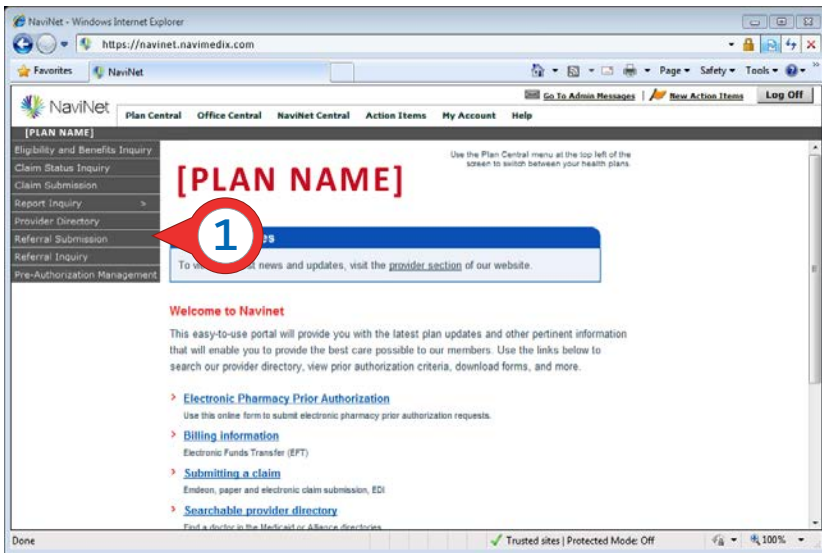 NaviNet - Windows Internet Explorer
https://navinet.navimedix.com
Favorites NaviNet Page Safety Tools
Go To Admin Messages | New Action Items Log Off
NaviNet Plan Central Office Central NaviNet Central Action Items My Account Help
[PLAN NAME]
Eligibility and Benefits Inquiry
Claim Status Inquiry
Claim Submission
Report Inquiry >
Provider Directory
Referral Submission
Referral Inquiry
Pre-Authorization Management
Use the Plan Central menu at the top left of the
screen to switch between your health plans.
[PLAN NAME]
1
To news and updates, visit the provider section of our website.
Welcome to Navinet
This easy-to-use portal will provide you with the latest plan updates and other pertinent information
that will enable you to provide the best care possible to our members. Use the links below to
search our provider directory, view prior authorization criteria, download forms, and more.
> Electronic Pharmacy Prior Authorization
Use this online form to submit electronic pharmacy prior authorization requests.
> Billing information
Electronic Funds Transfer (EFT)
> Submitting a claim
Emdeon, paper and electronic claim submission, EDI
> Searchable provider directory
Find a doctor in the Medicaid or Alliance directories
Done Trusted sites | Protected Mode: Off 100%